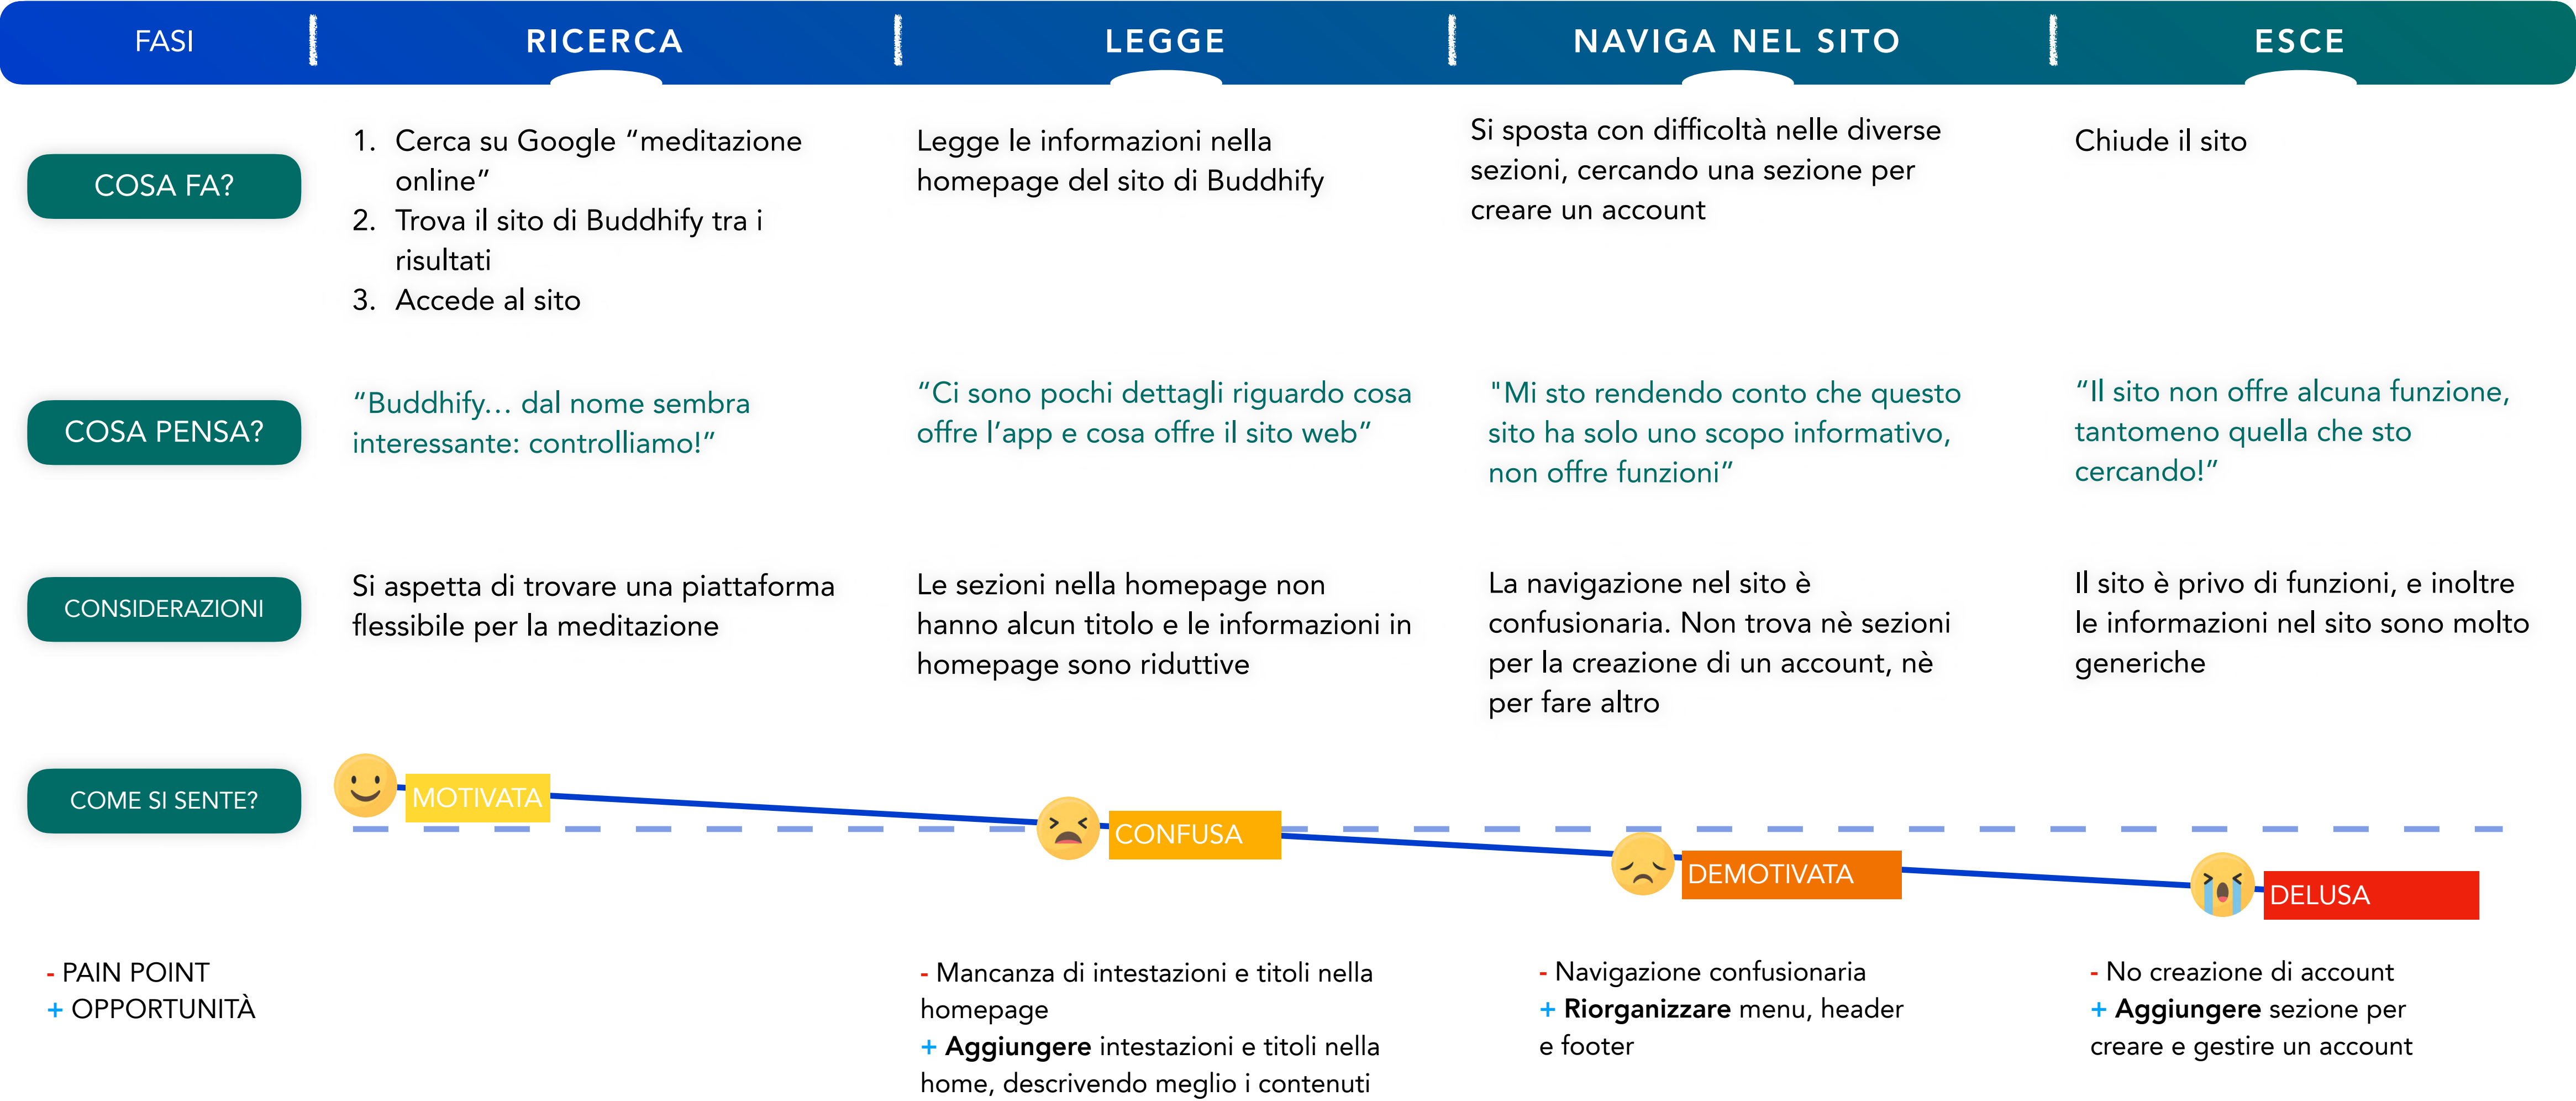 FASI
RICERCA
LEGGE
NAVIGA NEL SITO
ESCE
COSA FA?
1. Cerca su Google “meditazione
online”
2. Trova il sito di Buddhify tra i
risultati
3. Accede al sito
Legge le informazioni nella
homepage del sito di Buddhify
Si sposta con difficoltà nelle diverse
sezioni, cercando una sezione per
creare un account
Chiude il sito
COSA PENSA?
“Buddhify… dal nome sembra
interessante: controlliamo!”
“Ci sono pochi dettagli riguardo cosa
offre l’app e cosa offre il sito web”
"Mi sto rendendo conto che questo
sito ha solo uno scopo informativo,
non offre funzioni”
“Il sito non offre alcuna funzione,
tantomeno quella che sto
cercando!”
CONSIDERAZIONI
Si aspetta di trovare una piattaforma
flessibile per la meditazione
Le sezioni nella homepage non
hanno alcun titolo e le informazioni in
homepage sono riduttive
La navigazione nel sito è
confusionaria. Non trova nè sezioni
per la creazione di un account, nè
per fare altro
Il sito è privo di funzioni, e inoltre
le informazioni nel sito sono molto
generiche
COME SI SENTE?
MOTIVATA
CONFUSA
DEMOTIVATA
DELUSA
- PAIN POINT
+ OPPORTUNITÀ
- Mancanza di intestazioni e titoli nella
homepage
+ Aggiungere intestazioni e titoli nella
home, descrivendo meglio i contenuti
- Navigazione confusionaria
+ Riorganizzare menu, header
e footer
- No creazione di account
+ Aggiungere sezione per
creare e gestire un account